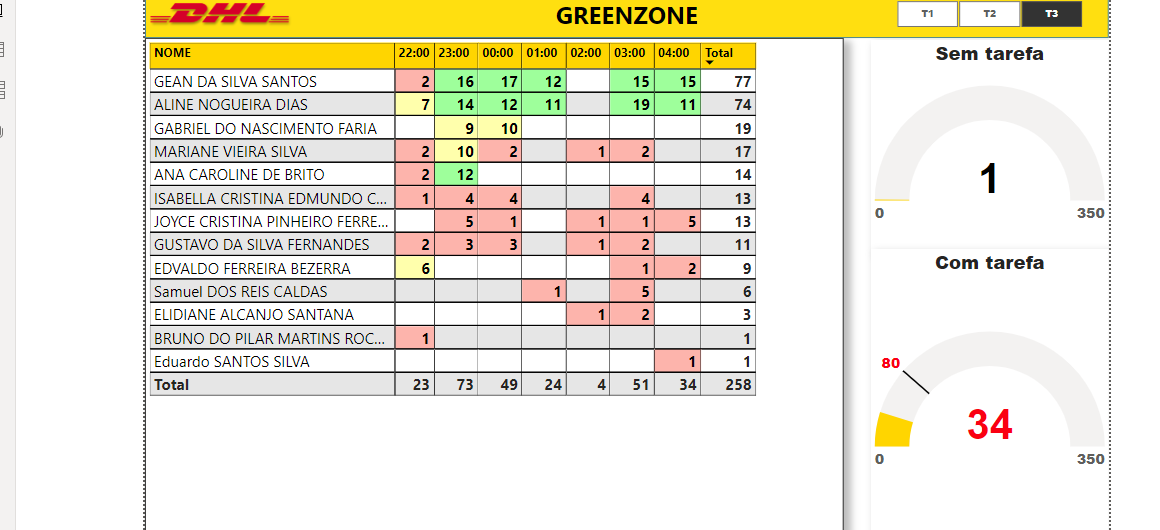 DHL
GREENZONE
T1 T2 T3
NOME 22:00 23:00 00:00 01:00 02:00 03:00 04:00 Total
GEAN DA SILVA SANTOS 2 16 17 12 15 15 77
ALINE NOGUEIRA DIAS 7 14 12 11 19 11 74
GABRIEL DO NASCIMENTO FARIA 9 10 19
MARIANE VIEIRA SILVA 2 10 2 1 2 17
ANA CAROLINE DE BRITO 2 12 14
ISABELLA CRISTINA EDMUNDO C... 1 4 4 4 13
JOYCE CRISTINA PINHEIRO FERRE... 5 1 1 1 5 13
GUSTAVO DA SILVA FERNANDES 2 3 3 1 2 11
EDVALDO FERREIRA BEZERRA 6 1 2 9
Samuel DOS REIS CALDAS 1 5 6
ELIDIANE ALCANJO SANTANA 1 2 3
BRUNO DO PILAR MARTINS ROC... 1 1
Eduardo SANTOS SILVA 1 1
Total 23 73 49 24 4 51 34 258
Sem tarefa
1
0 350
Com tarefa
80
34
0 350